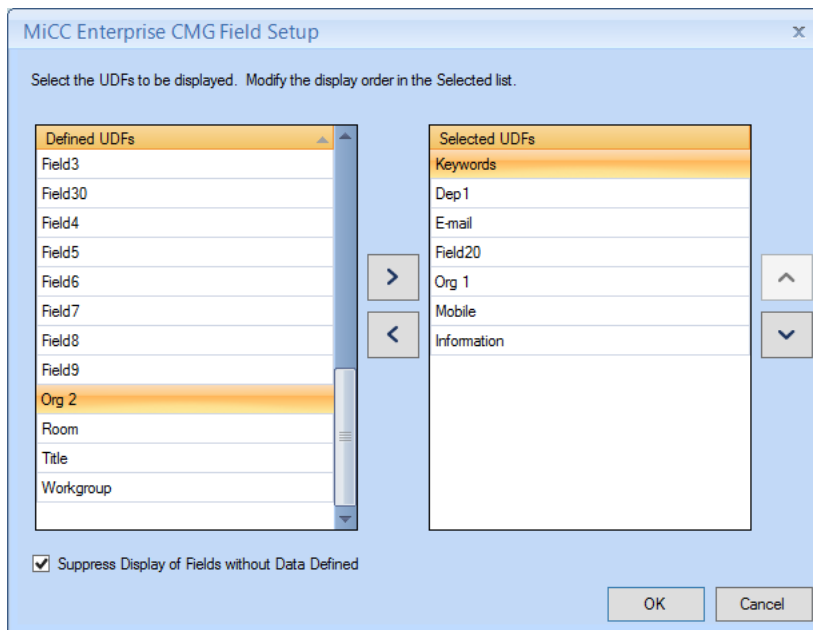 MiCC Enterprise CMG Field Setup
Select the UDFs to be displayed. Modify the display order in the Selected list.
Defined UDFs
Field3
Field30
Field4
Field5
Field6
Field7
Field8
Field9
Org 2
Room
Title
Workgroup
Selected UDFs
Keywords
Dep1
E-mail
Field20
Org 1
Mobile
Information
Suppress Display of Fields without Data Defined
OK
Cancel